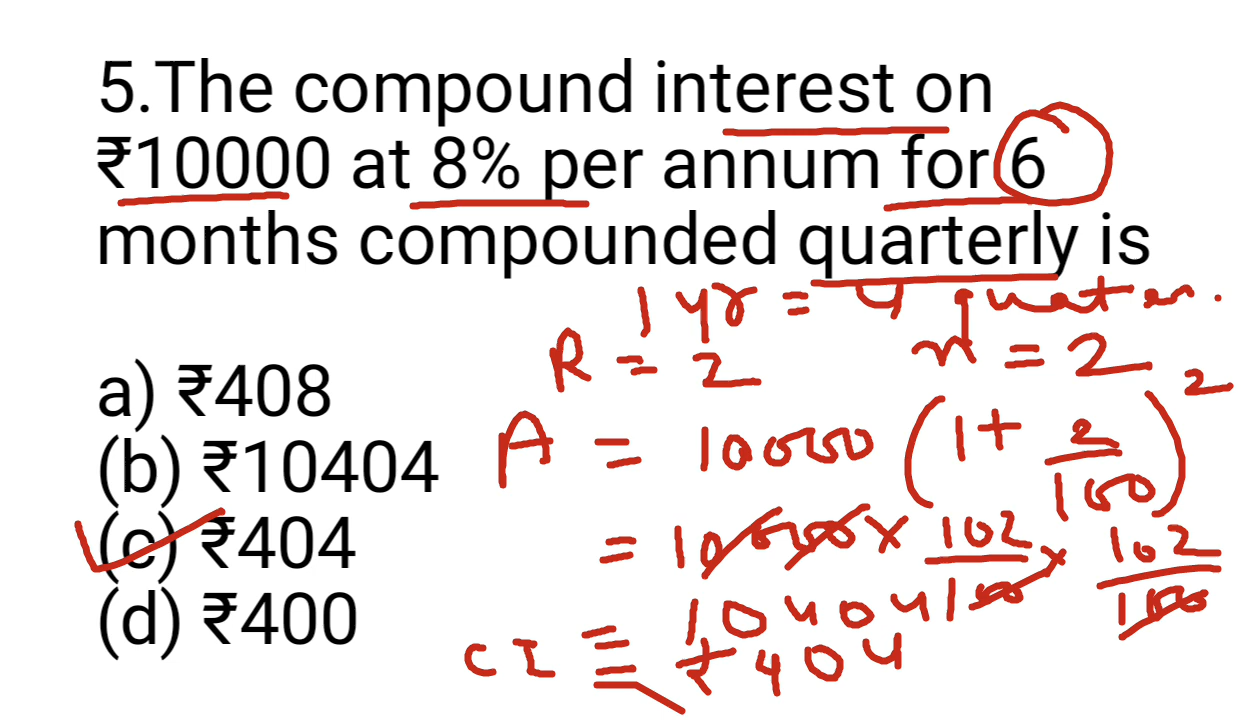 5.The compound interest on
₹10000 at 8% per annum for 6
months compounded quarterly is
1 yr = 4 quater.
R = 2 n = 2
a) ₹408
A = 10000 (1 + 2/100)²
(b) ₹10404
(c) ₹404
= 10000 × 102/100 × 102/100
(d) ₹400
10404
CI = ₹404